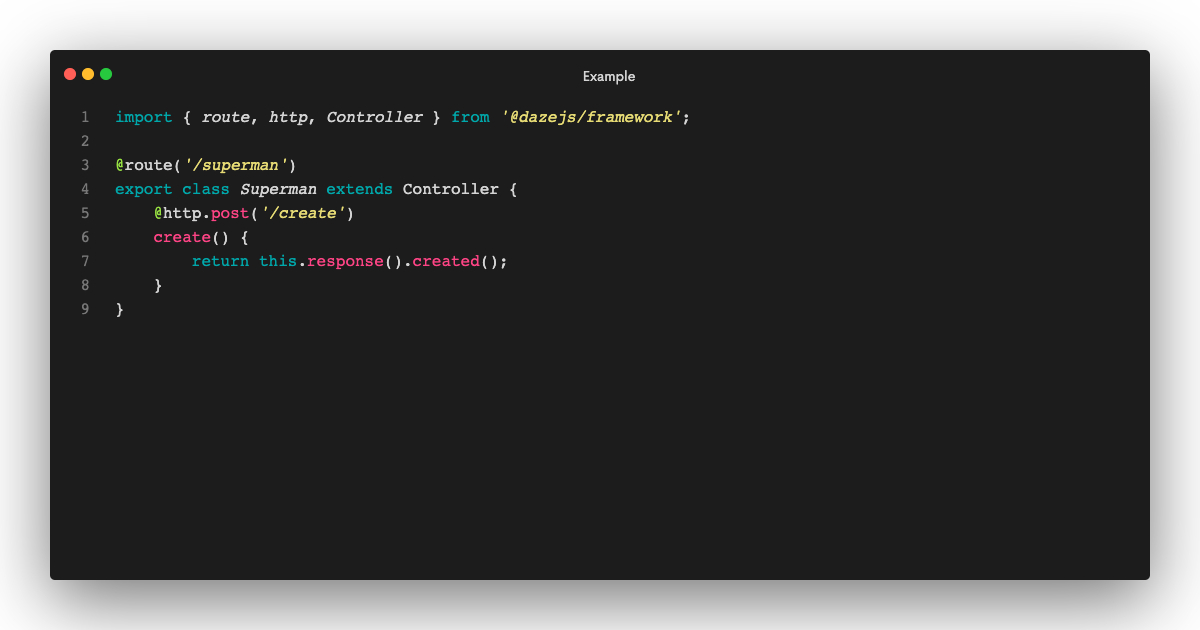 Example
1 import { route, http, Controller } from '@dazejs/framework';
2
3 @route('/superman')
4 export class Superman extends Controller {
5     @http.post('/create')
6     create() {
7         return this.response().created();
8     }
9 }